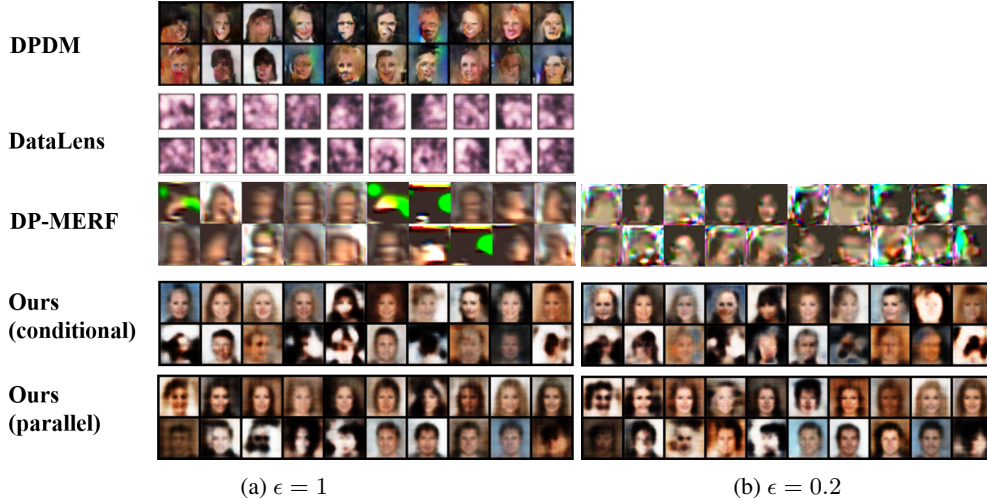 DPDM
DataLens
DP-MERF
Ours
(conditional)
Ours
(parallel)
(a) ϵ = 1
(b) ϵ = 0.2